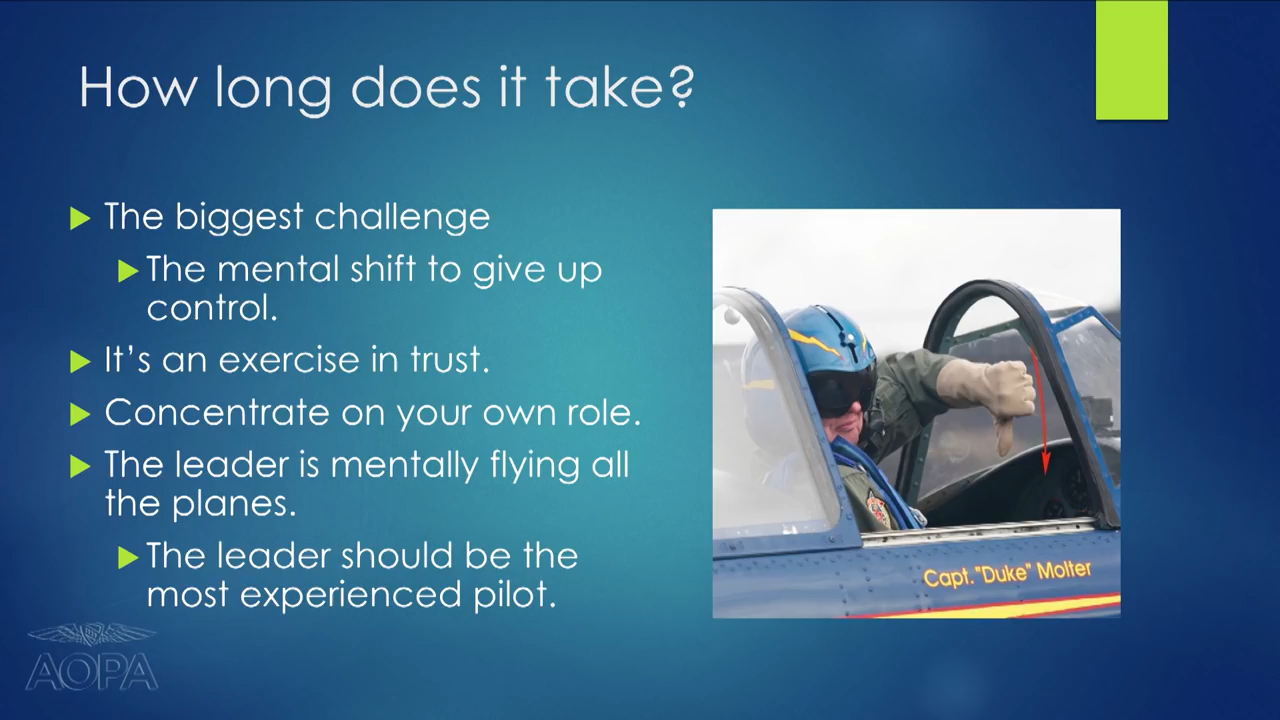 How long does it take?
The biggest challenge
The mental shift to give up
control.
It's an exercise in trust.
Concentrate on your own role.
The leader is mentally flying all
the planes.
The leader should be the
most experienced pilot.
Capt. "Duke" Molter
AOPA